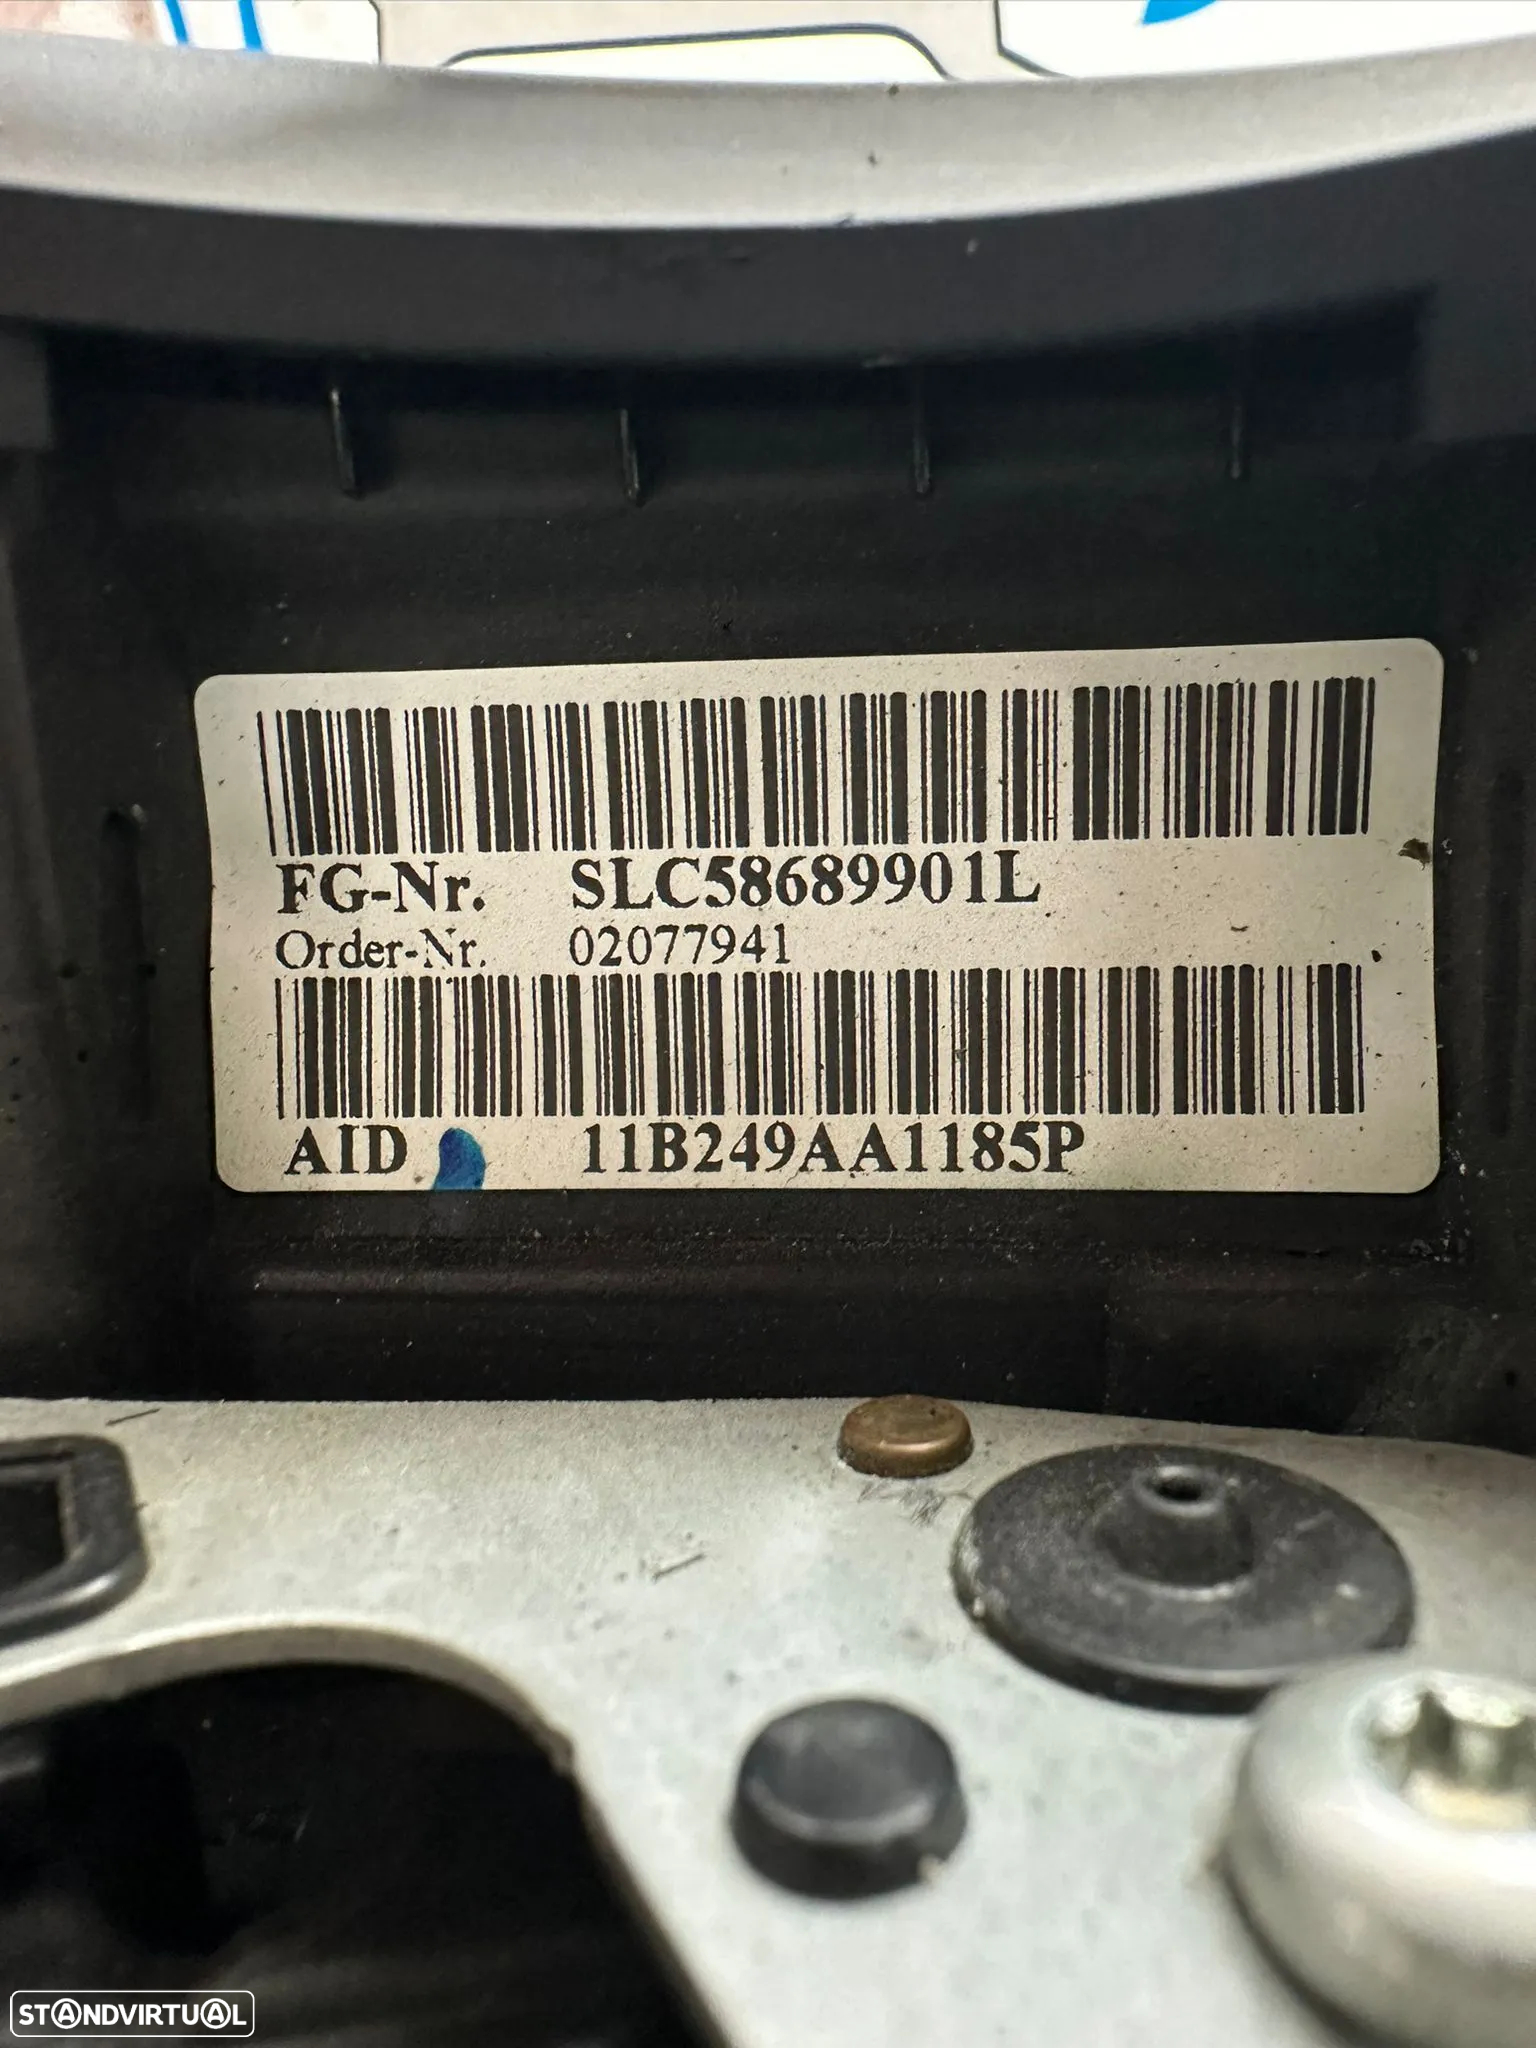 FG-Nr. SLC58689901L
Order-Nr. 02077941
AID 11B249AA1185P
STANDVIRTUAL